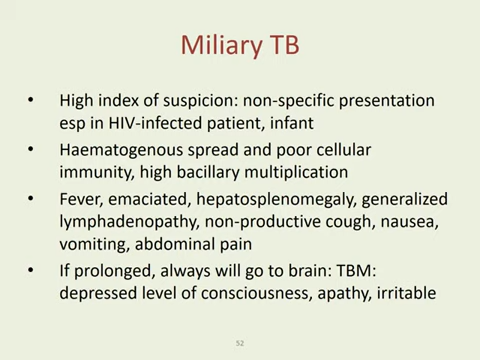 Miliary TB
• High index of suspicion: non-specific presentation
esp in HIV-infected patient, infant
• Haematogenous spread and poor cellular
immunity, high bacillary multiplication
• Fever, emaciated, hepatosplenomegaly, generalized
lymphadenopathy, non-productive cough, nausea,
vomiting, abdominal pain
• If prolonged, always will go to brain: TBM:
depressed level of consciousness, apathy, irritable
52